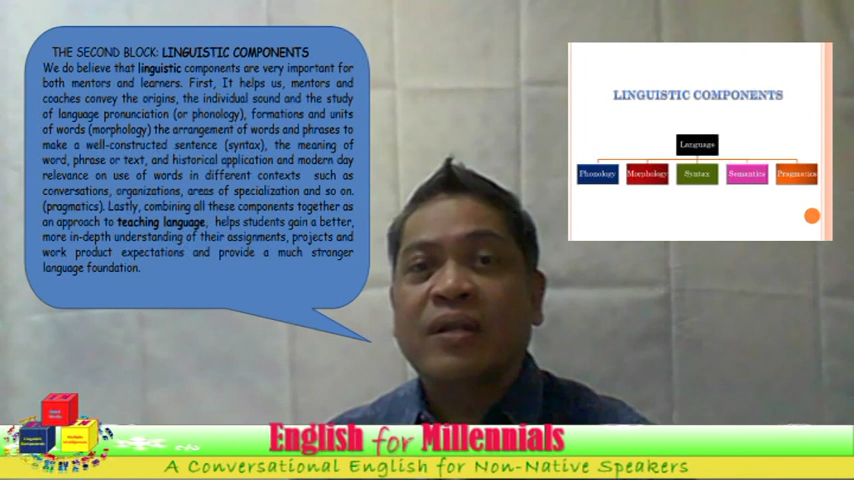 THE SECOND BLOCK: LINGUISTIC COMPONENTS
We do believe that linguistic components are very important for
both mentors and learners. First, It helps us, mentors and
coaches convey the origins, the individual sound and the study
of language pronunciation (or phonology), formations and units
of words (morphology) the arrangement of words and phrases to
make a well-constructed sentence (syntax), the meaning of
word, phrase or text, and historical application and modern day
relevance on use of words in different contexts such as
conversations, organizations, areas of specialization and so on.
(pragmatics). Lastly, combining all these components together as
an approach to teaching language, helps students gain a better,
more in-depth understanding of their assignments, projects and
work product expectations and provide a much stronger
language foundation.
LINGUISTIC COMPONENTS
Language
Phonology Morphology Syntax Semantics Pragmatics
English for Millennials
A Conversational English for Non-Native Speakers